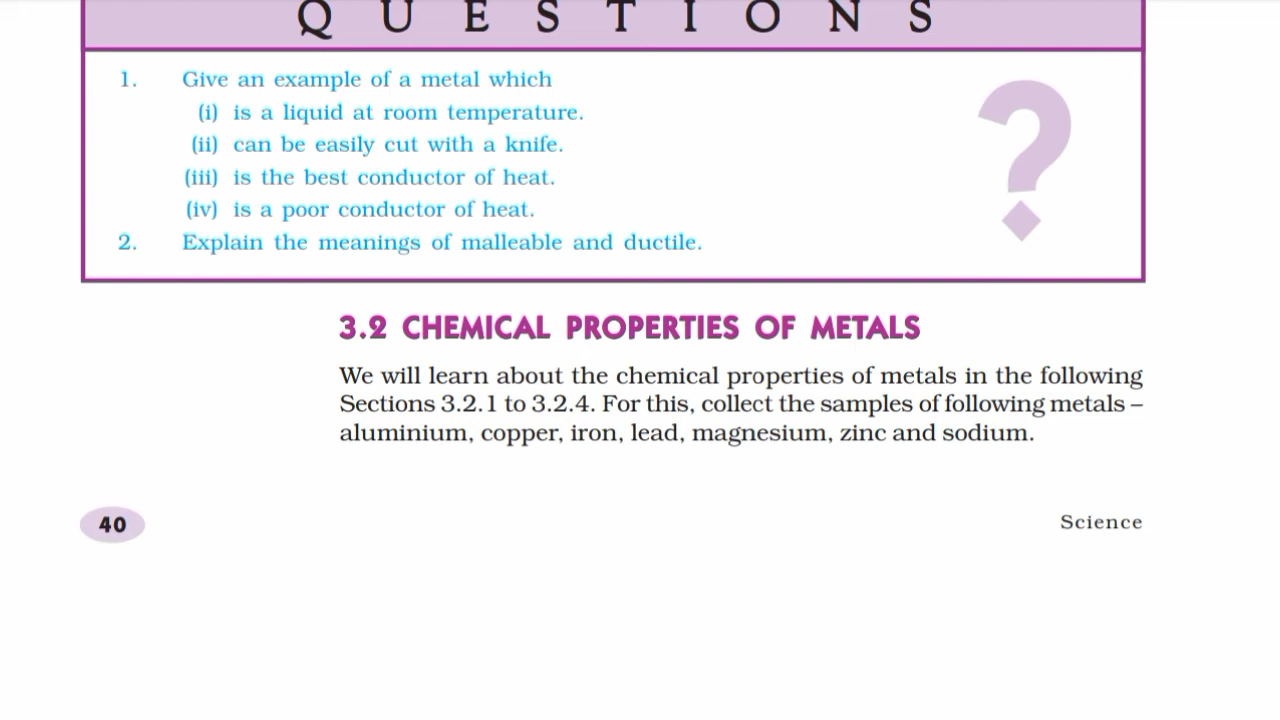 QUESTIONS
1. Give an example of a metal which
(i) is a liquid at room temperature.
(ii) can be easily cut with a knife.
(iii) is the best conductor of heat.
(iv) is a poor conductor of heat.
2. Explain the meanings of malleable and ductile.
?
3.2 CHEMICAL PROPERTIES OF METALS
We will learn about the chemical properties of metals in the following
Sections 3.2.1 to 3.2.4. For this, collect the samples of following metals –
aluminium, copper, iron, lead, magnesium, zinc and sodium.
40
Science